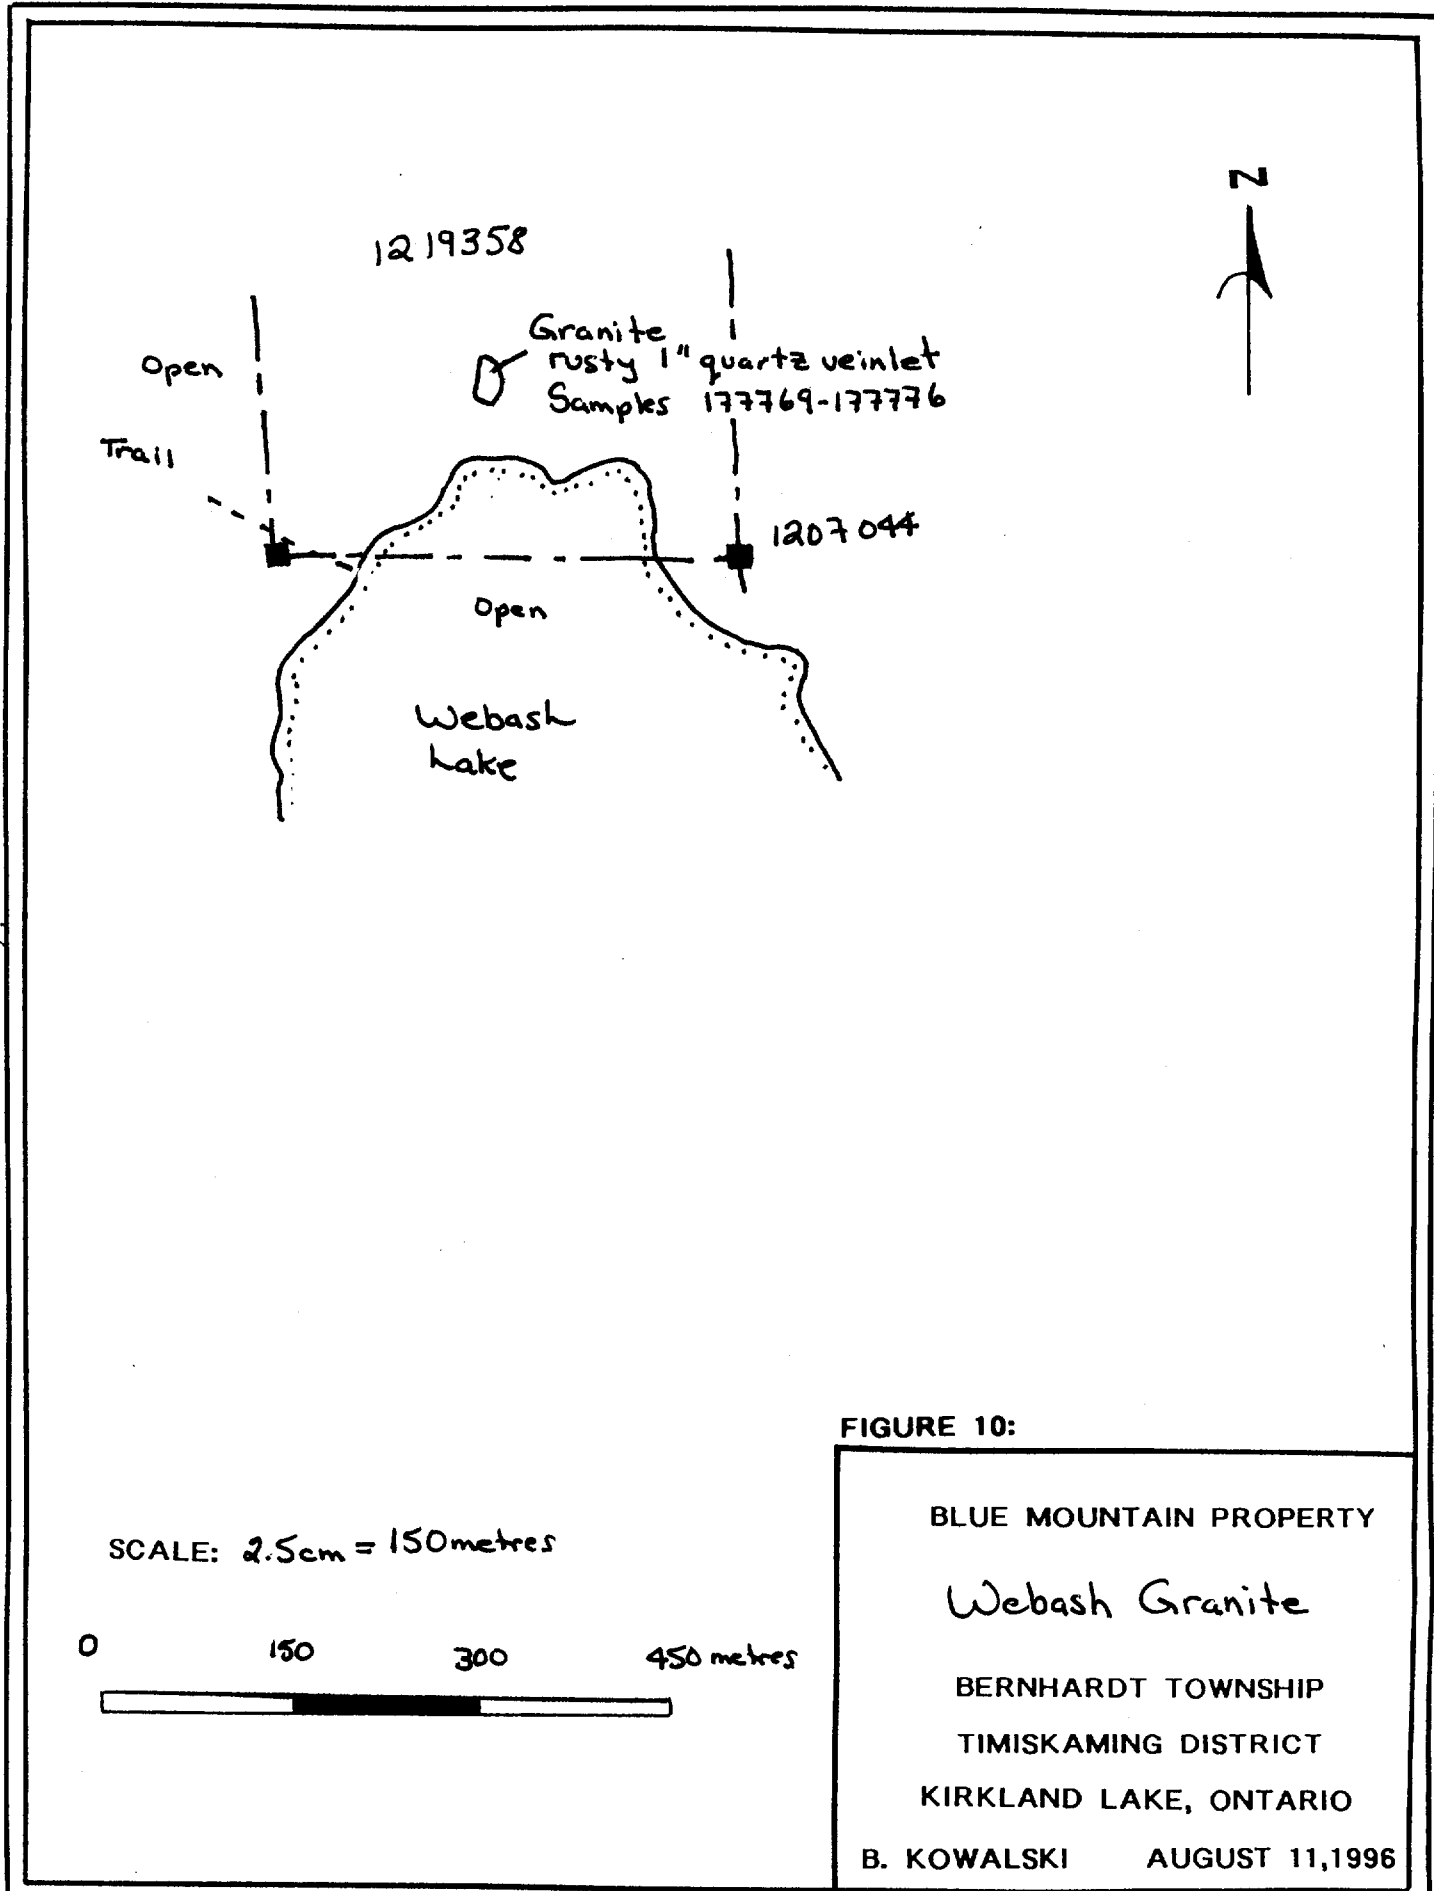 N
1219358
Granite
rusty 1" quartz veinlet
Samples 177769-177776
Open
Trail
1207044
Open
Webash
Lake
FIGURE 10:
BLUE MOUNTAIN PROPERTY
Webash Granite
BERNHARDT TOWNSHIP
TIMISKAMING DISTRICT
KIRKLAND LAKE, ONTARIO
B. KOWALSKI AUGUST 11,1996
SCALE: 2.5cm = 150metres
0 150 300 450 metres